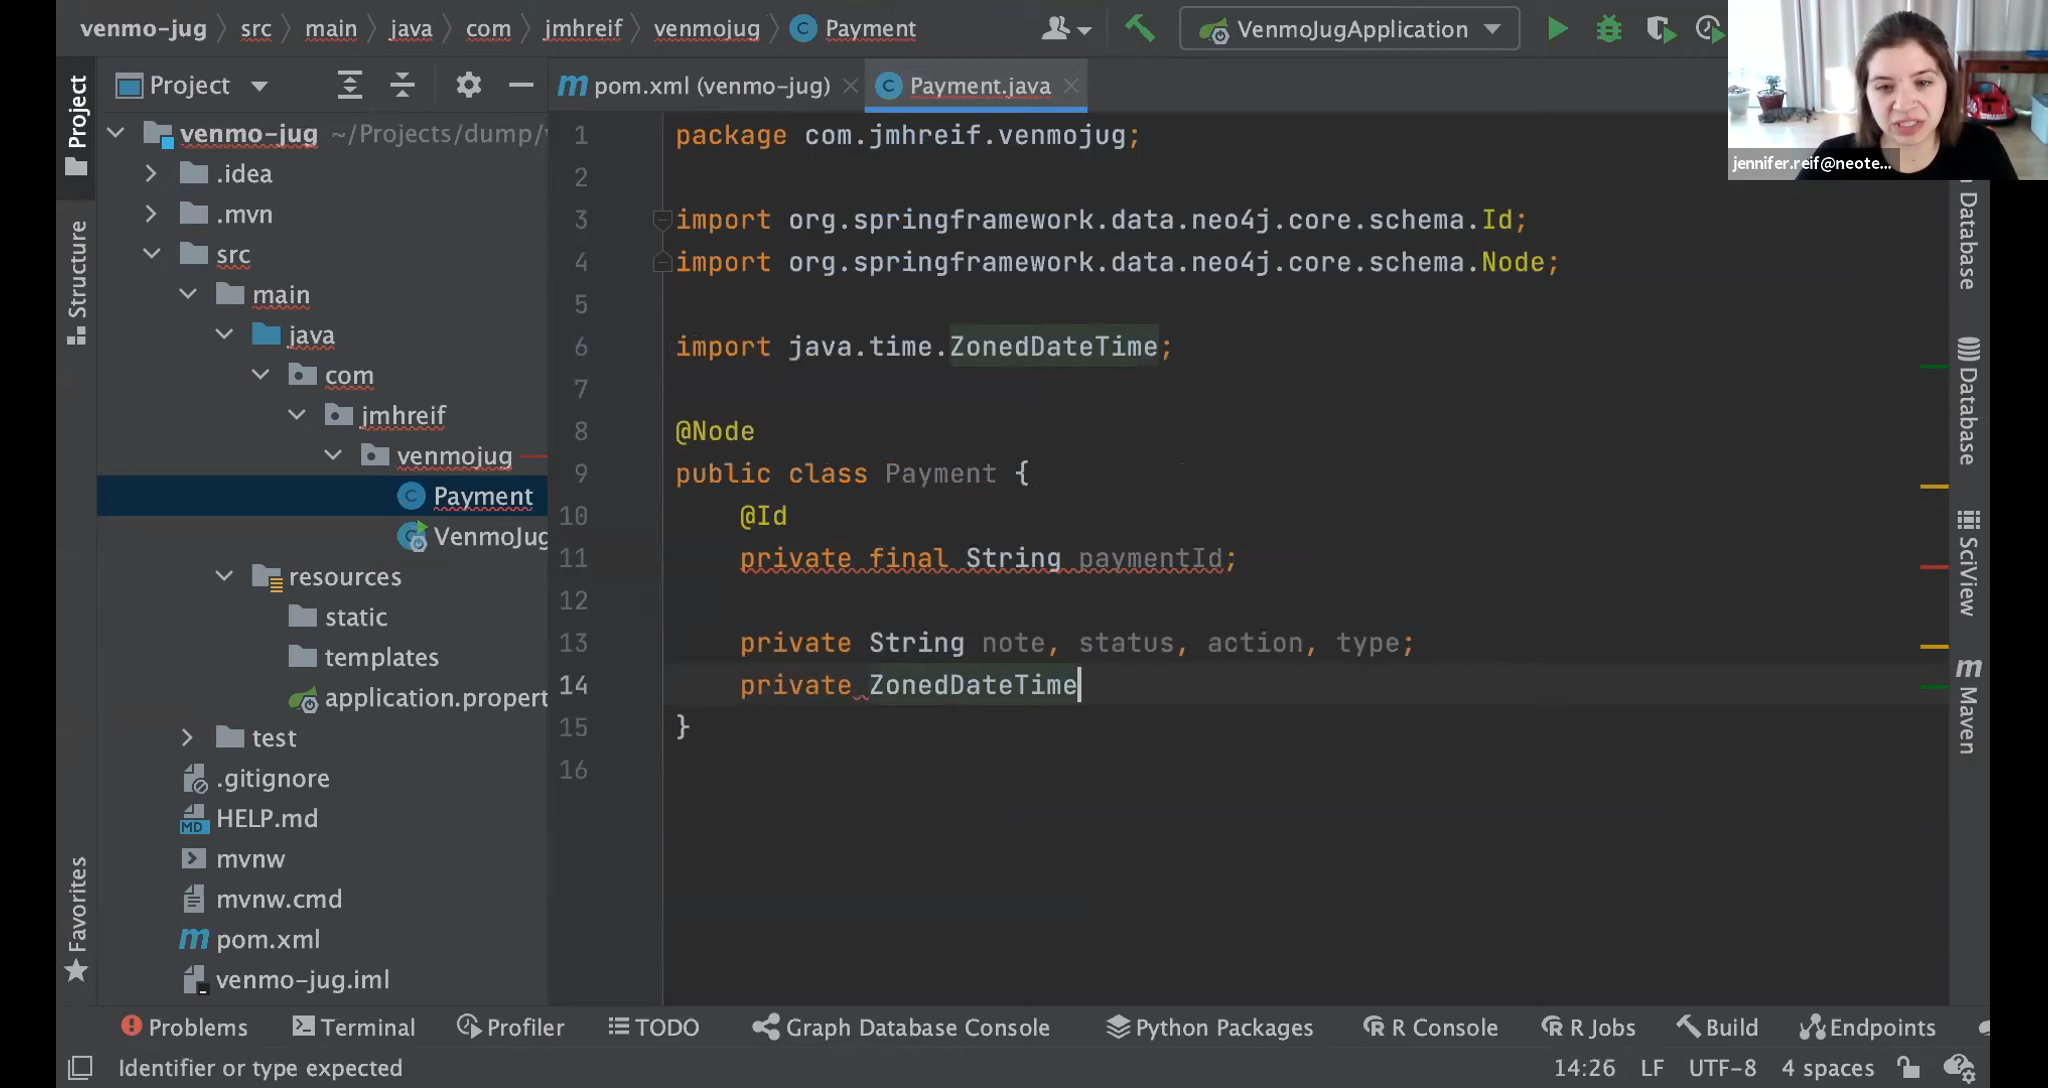 venmo-jug src main java com jmhreif venmojug Payment VenmoJugApplication
jennifer.reif@neote...
Project
Project
Structure
Favorites
venmo-jug ~/Projects/dump/
.idea
.mvn
src
main
java
com
jmhreif
venmojug
Payment
VenmoJug
resources
static
templates
application.propert
test
.gitignore
HELP.md
mvnw
mvnw.cmd
pom.xml
venmo-jug.iml
pom.xml (venmo-jug) Payment.java
1 package com.jmhreif.venmojug;
2
3 import org.springframework.data.neo4j.core.schema.Id;
4 import org.springframework.data.neo4j.core.schema.Node;
5
6 import java.time.ZonedDateTime;
7
8 @Node
9 public class Payment {
10 @Id
11 private final String paymentId;
12
13 private String note, status, action, type;
14 private ZonedDateTime
15 }
16
Database
Database
SciView
Maven
Problems Terminal Profiler TODO Graph Database Console Python Packages R Console R Jobs Build Endpoints
Identifier or type expected 14:26 LF UTF-8 4 spaces